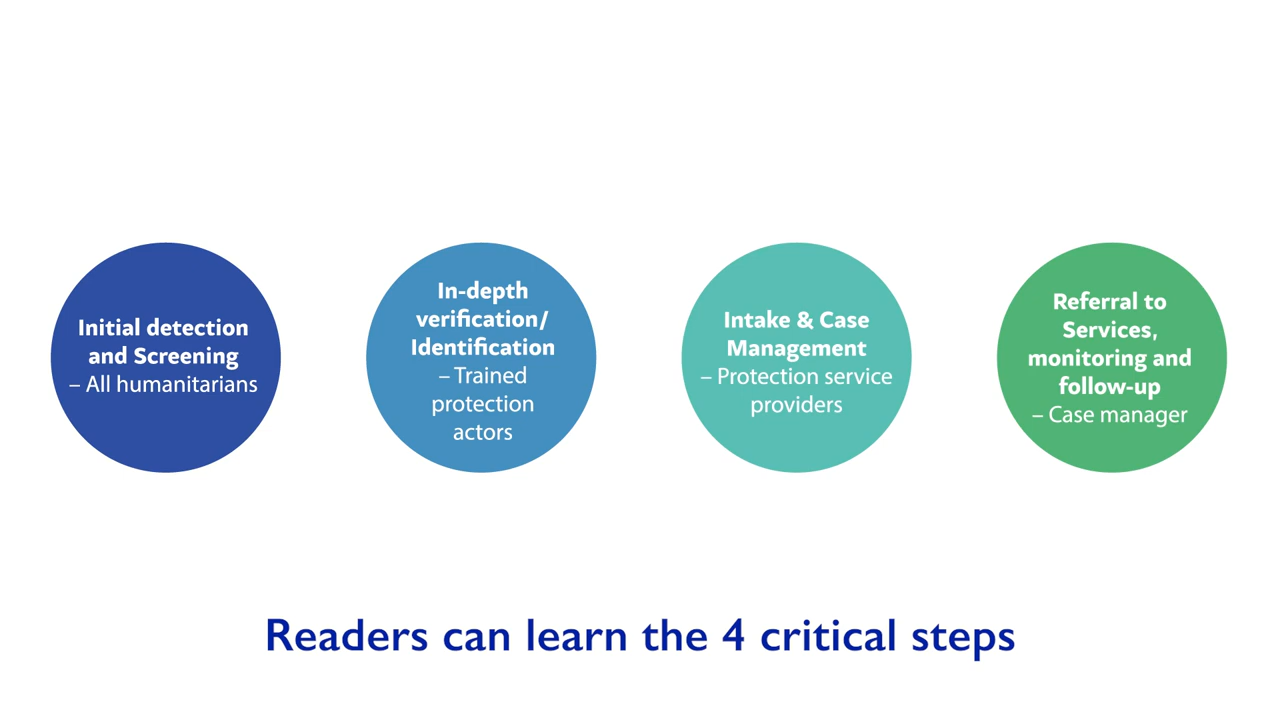 Initial detection
and Screening
– All humanitarians
In-depth
verification/
Identification
– Trained
protection
actors
Intake & Case
Management
– Protection service
providers
Referral to
Services,
monitoring and
follow-up
– Case manager
Readers can learn the 4 critical steps